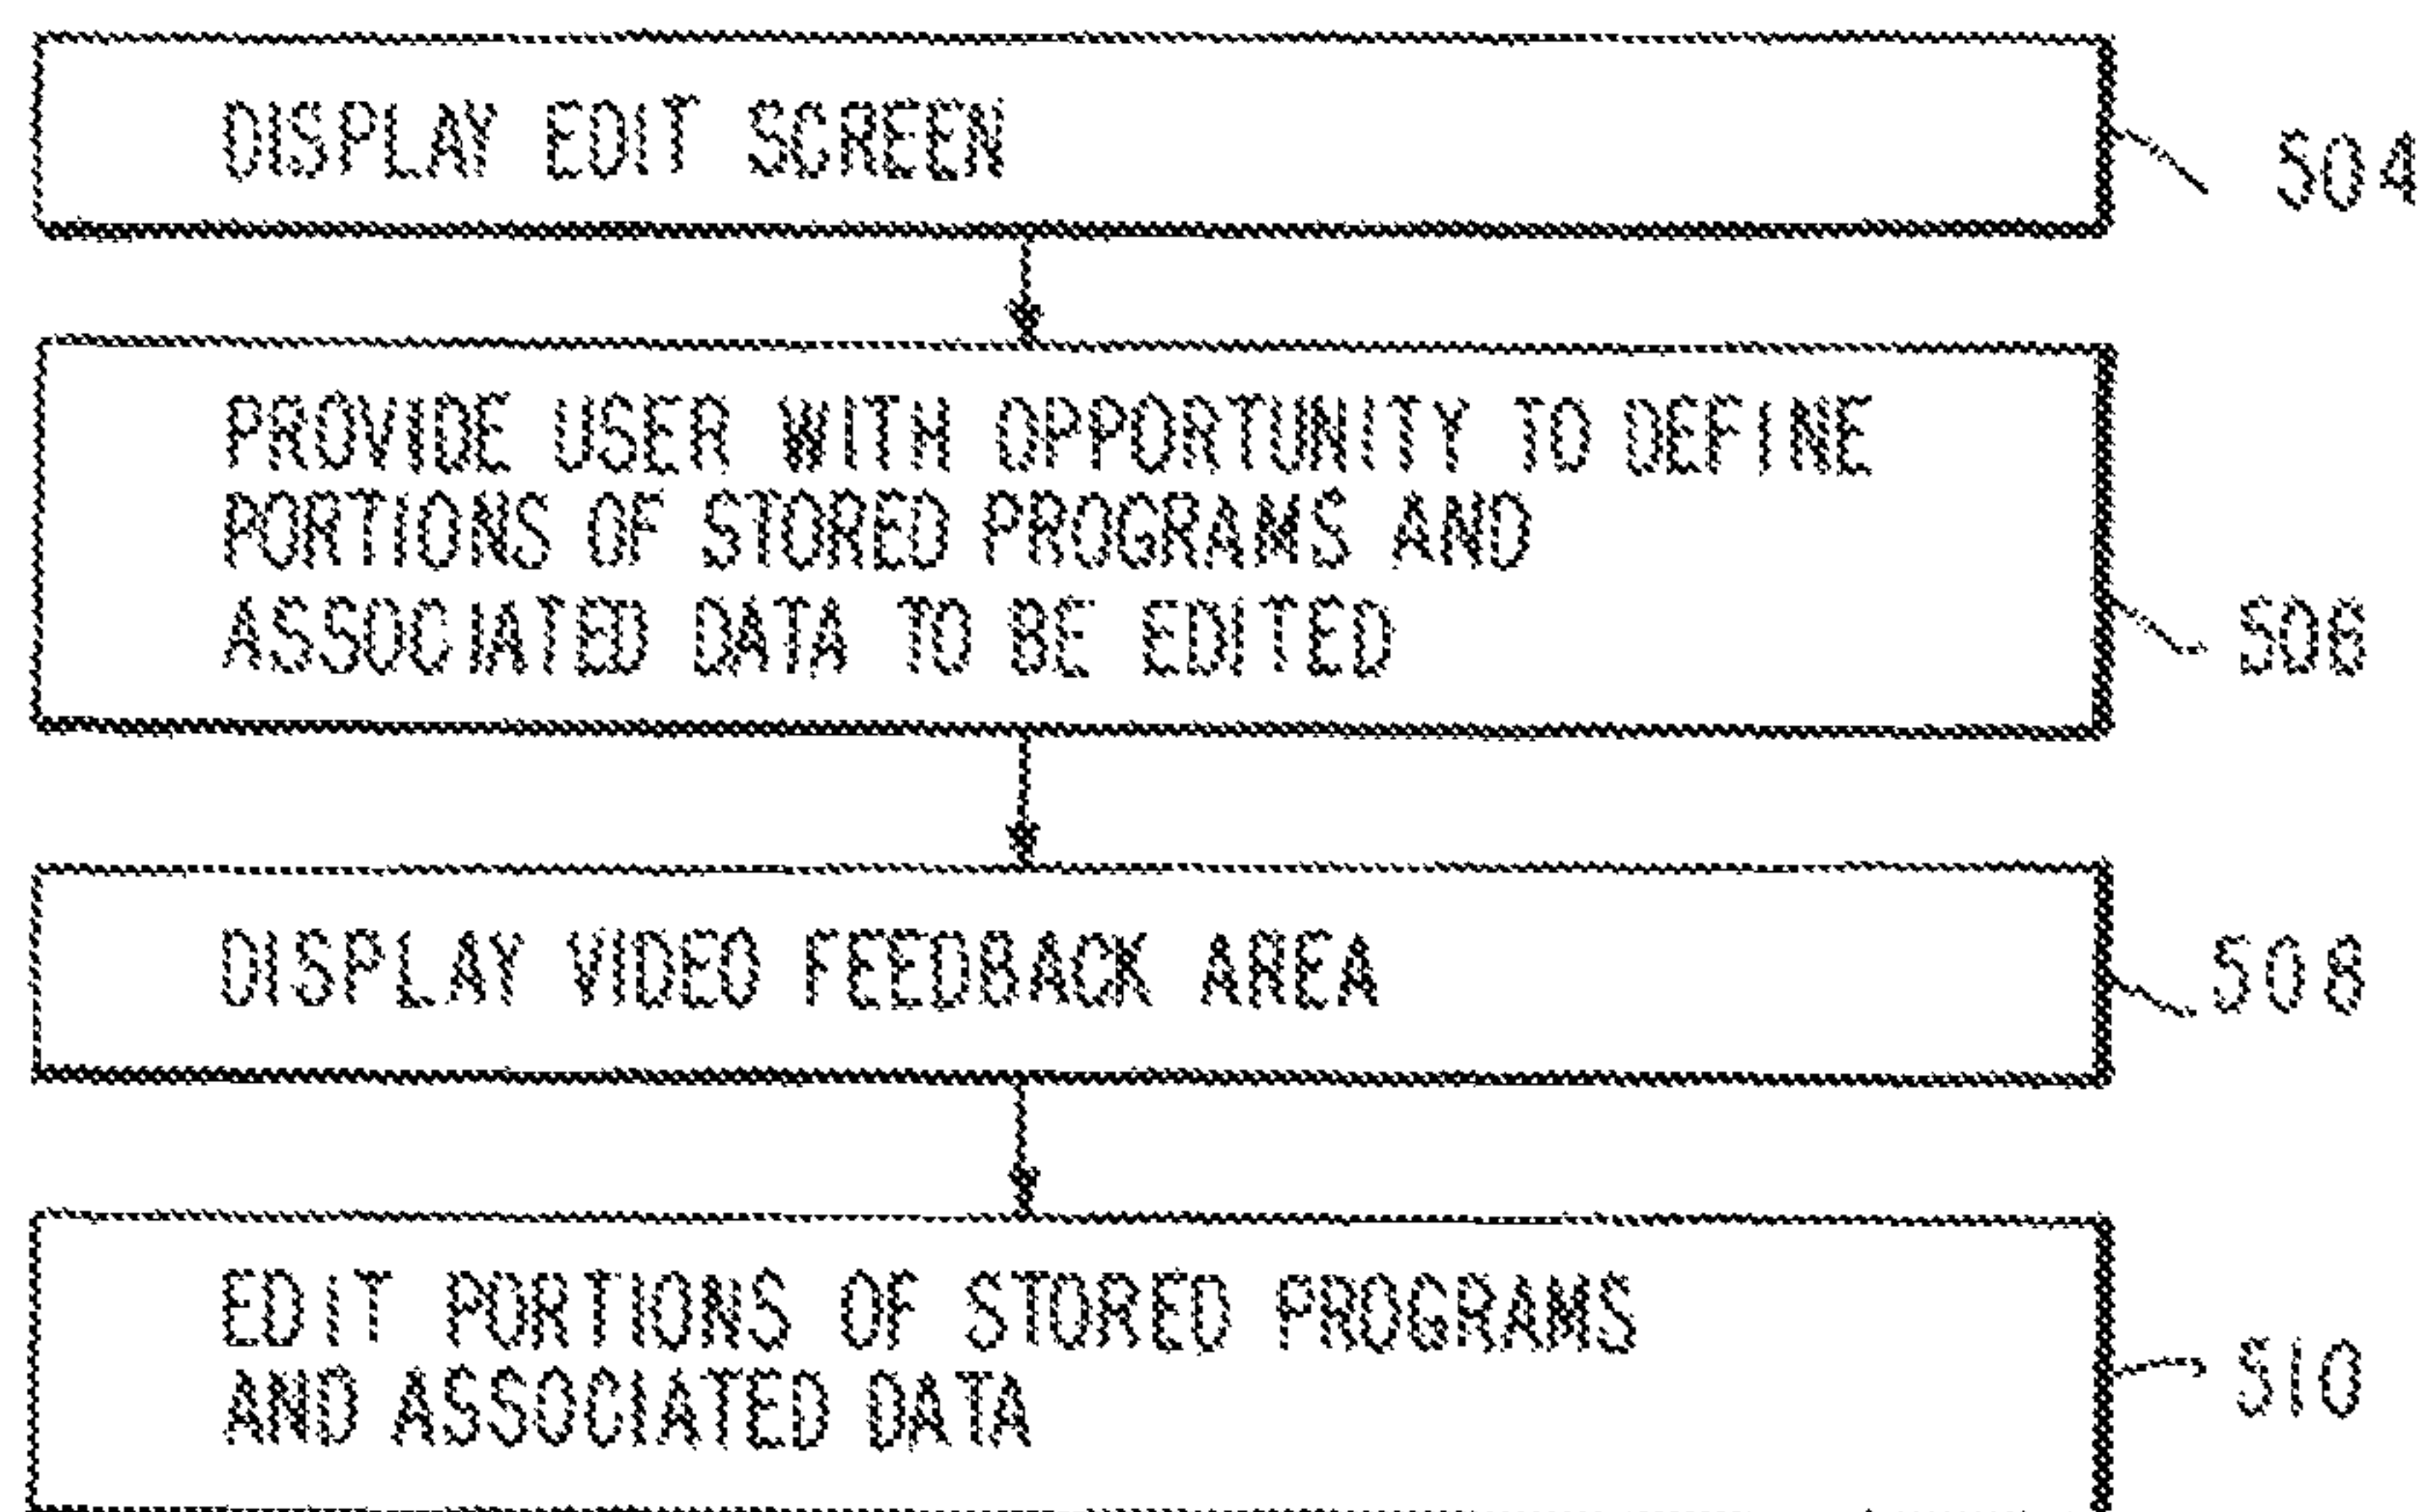 DISPLAY EDIT SCREEN
504
PROVIDE USER WITH OPPORTUNITY TO DEFINE
PORTIONS OF STORED PROGRAMS AND
ASSOCIATED DATA TO BE EDITED
506
DISPLAY VIDEO FEEDBACK AREA
508
EDIT PORTIONS OF STORED PROGRAMS
AND ASSOCIATED DATA
510